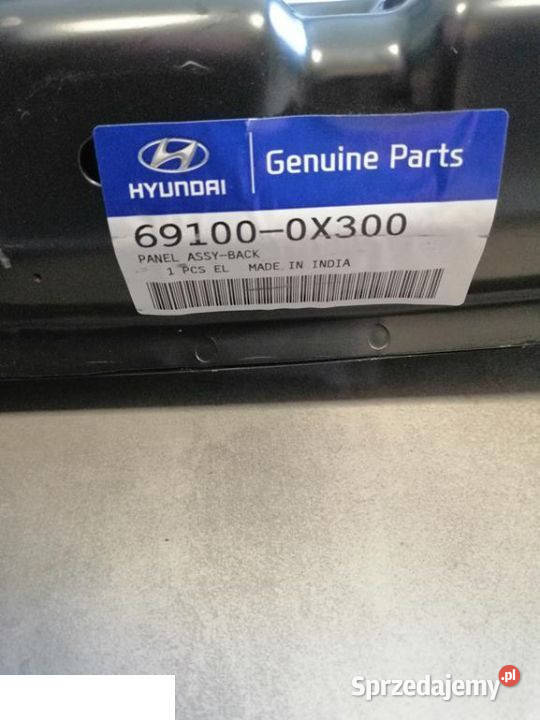 HYUNDAI
Genuine Parts
69100-0X300
PANEL ASSY-BACK
1 PCS EL MADE IN INDIA
Sprzedajemy.pl